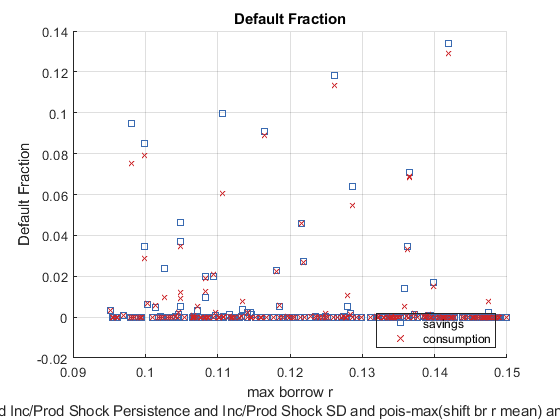 Default Fraction
0.14
0.12
0.1
0.08
0.06
0.04
0.02
0
-0.02
Default Fraction
0.09
0.1
0.11
0.12
0.13
0.14
0.15
max borrow r
savings
consumption
d Inc/Prod Shock Persistence and Inc/Prod Shock SD and pois-max(shift br r mean) an